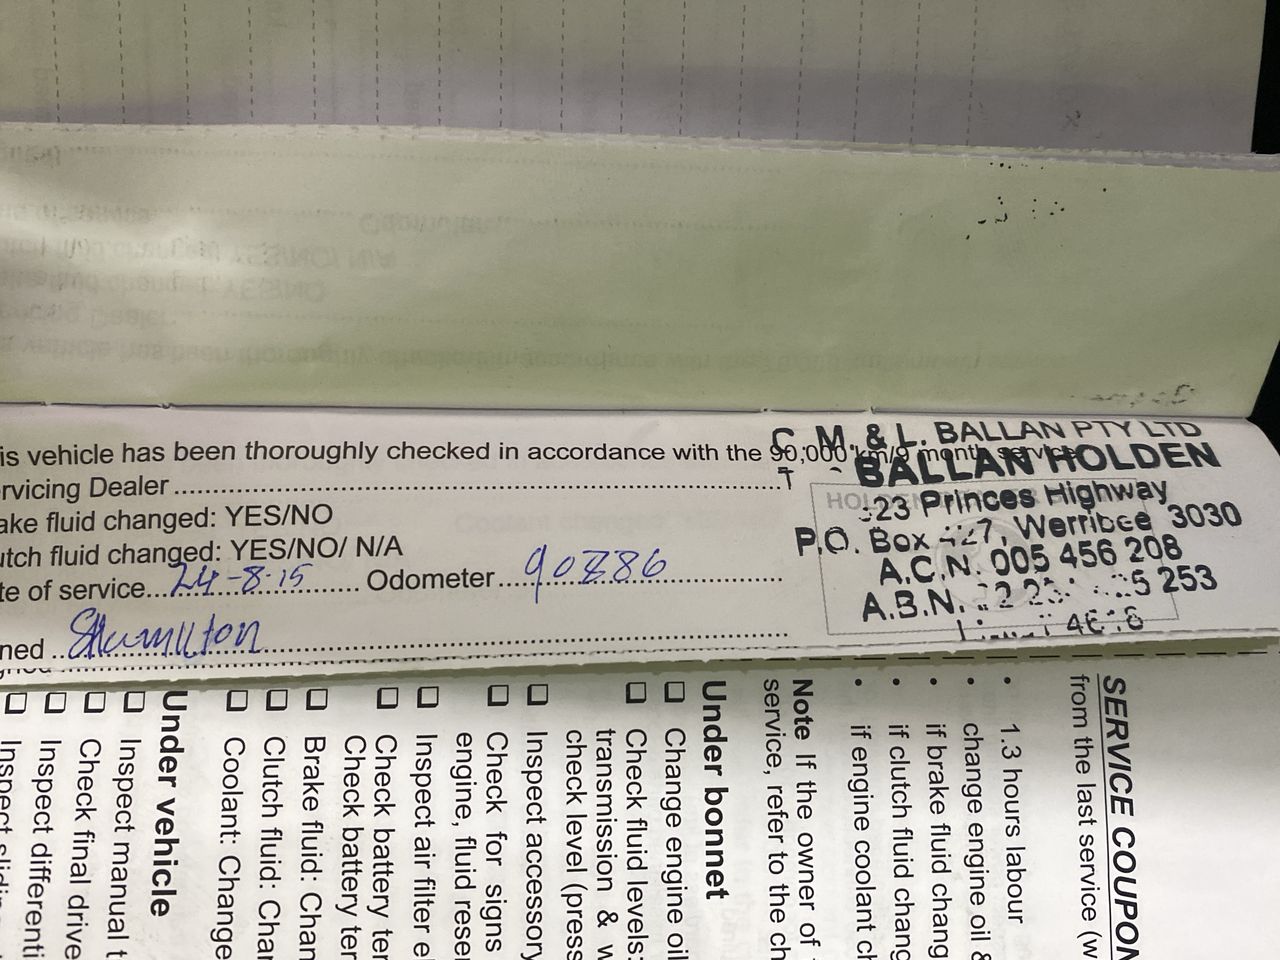 is vehicle has been thoroughly checked in accordance with the 90,000 km/9 month service
rvicing Dealer
ake fluid changed: YES/NO
utch fluid changed: YES/NO/ N/A
te of service 24-8-15 Odometer 90886
ned SHamilton
C. M. & L. BALLAN PTY LTD
BALLAN HOLDEN
Princes Highway
P.O. Box Werribee 3030
A.C.N. 005 456 208
A.B.N. 253
SERVICE COUPON
from the last service (w
• 1.3 hours labour
• change engine oil &
• if brake fluid chang
• if clutch fluid chang
• if engine coolant ch
Note If the owner of
service, refer to the ch
Under bonnet
Change engine oil
Check fluid levels:
transmission & w
check level (press
Inspect accessory
Check for signs
engine, fluid reser
Inspect air filter e
Check battery ter
Check battery ter
Brake fluid: Chan
Clutch fluid: Chan
Coolant: Change
Under vehicle
Inspect manual t
Check final drive
Inspect differenti